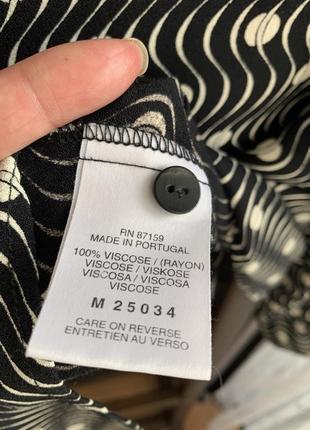 RN 87159
MADE IN PORTUGAL
100% VISCOSE / (RAYON)
VISCOSE / VISKOSE
VISCOSA / VISCOSA
VISCOSE
M 25034
CARE ON REVERSE
ENTRETIEN AU VERSO